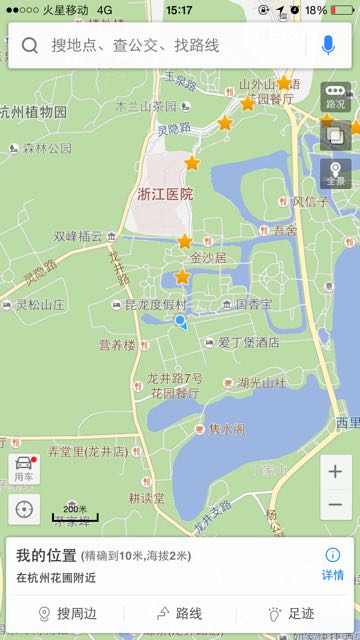 火星移动 4G 15:17 18%
搜地点、查公交、找路线
玉泉路
山外山
语
花园餐厅
路况
木兰山茶园
杭州植物园
灵隐路
森林公园
全景
浙江医院
风信子
双峰插云
吾舍
金沙居
灵隐路
龙井路
灵松山庄
昆龙度假村
国香宝
营养楼
爱丁堡酒店
龙井路7号
花园餐厅
湖光山社
隽水阁
西里
弄堂里(龙井店)
用车
耕读堂
200米
茅家埠
龙井支路
杨公
我的位置 (精确到10米,海拔2米)
在杭州花圃附近
详情
搜周边
路线
足迹